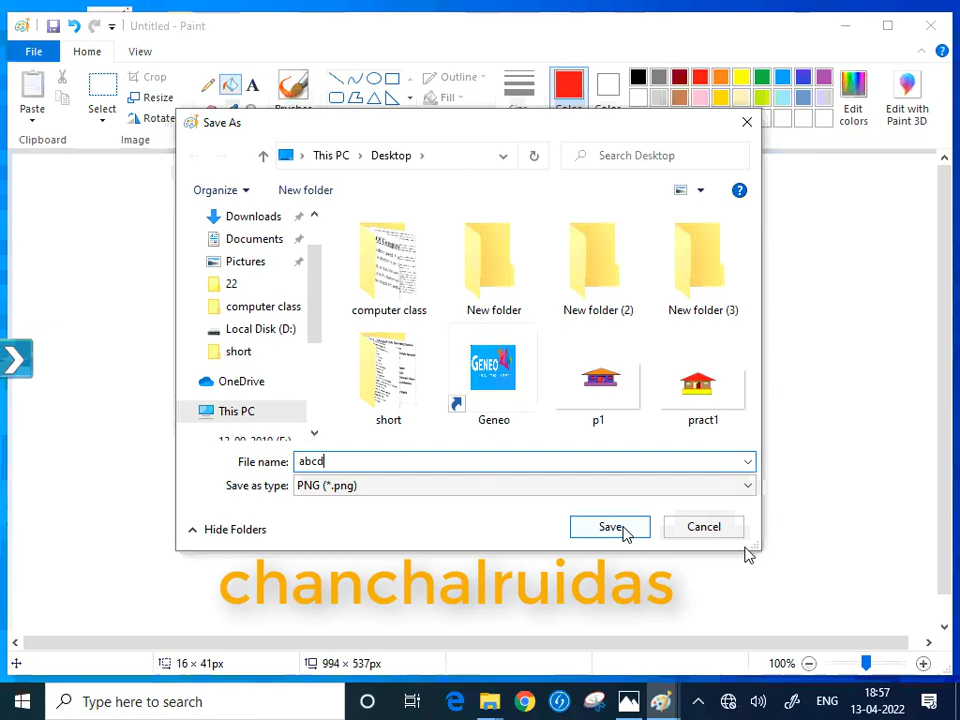 Untitled - Paint
File
Home
View
Paste
Select
Crop
Resize
Rotate
Outline
Fill
Edit colors
Edit with Paint 3D
Clipboard
Image
Save As
This PC
Desktop
Search Desktop
Organize
New folder
Downloads
Documents
Pictures
22
computer class
Local Disk (D:)
short
OneDrive
This PC
computer class
New folder
New folder (2)
New folder (3)
GENEO
short
Geneo
p1
pract1
File name:
abcd
Save as type:
PNG (*.png)
Hide Folders
Save
Cancel
chanchalruidas
16 × 41px
994 × 537px
100%
Type here to search
ENG
18:57
13-04-2022